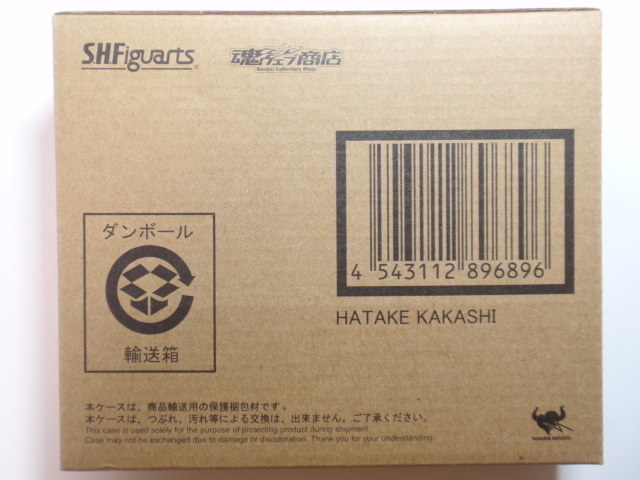 S.H.Figuarts
魂ウェブ商店
Bandai Collectors Shop
4 543112 896896
HATAKE KAKASHI
ダンボール
輸送箱
本ケースは、商品輸送用の保護梱包材です。
本ケースは、つぶれ、汚れ等による交換は、出来ません。ご了承ください。
This case is used solely for the purpose of protecting product during shipment.
Case may not be exchanged due to damage or discoloration. Thank you for your understanding.
TAMASHII NATIONS